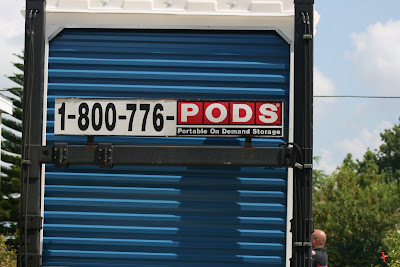 1-800-776-PODS
Portable On Demand Storage